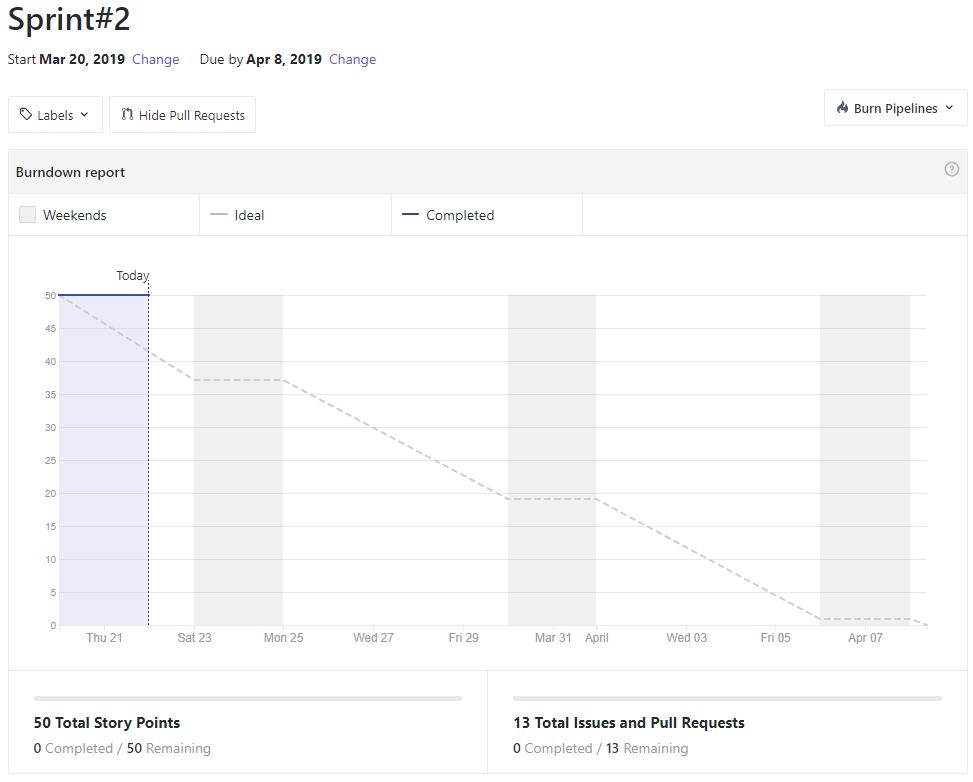 Sprint#2
Start Mar 20, 2019 Change Due by Apr 8, 2019 Change
Labels Hide Pull Requests Burn Pipelines
Burndown report
Weekends Ideal Completed
Today
50
45
40
35
30
25
20
15
10
5
0
Thu 21 Sat 23 Mon 25 Wed 27 Fri 29 Mar 31 April Wed 03 Fri 05 Apr 07
50 Total Story Points
0 Completed / 50 Remaining
13 Total Issues and Pull Requests
0 Completed / 13 Remaining